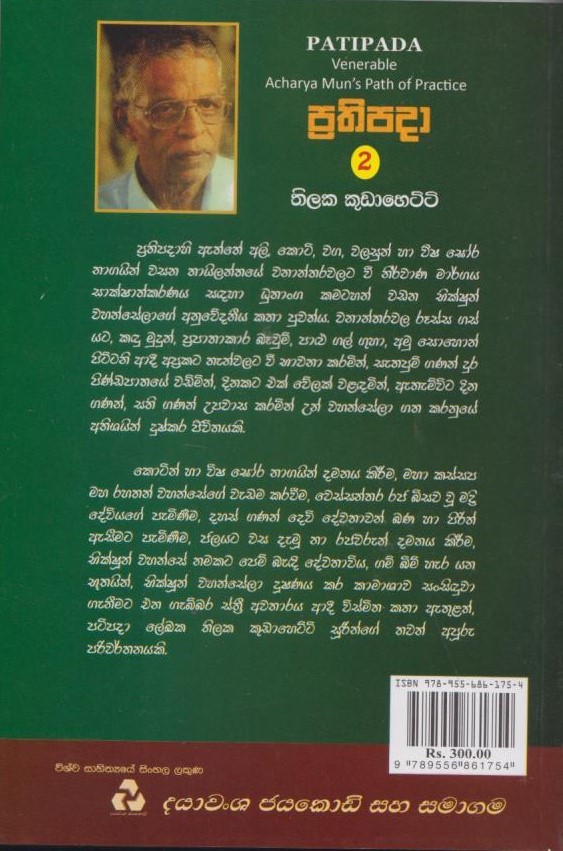 PATIPADA
Venerable
Acharya Mun's Path of Practice
ප්‍රතිපදා
2
තිලක කුඩාහෙට්ටි
ප්‍රතිපදාහි ඇත්තේ අලි, කොටි, වග, වලසුන් හා විෂ ඝෝර
නාගයින් වසන තායිලන්තයේ වනාන්තරවලට වී නිර්වාණ මාර්ගය
සාක්ෂාත්කරණය සඳහා ධුතාංග කමටහන් වඩන භික්ෂූන්
වහන්සේලාගේ අනුවේදනීය කතා පුවත්ය. වනාන්තරවල රූස්ස ගස්
යට, කඳු මුදුන්, ප්‍රපාතාකාර බෑවුම්, පාළු ගල් ගුහා, අමු සොහොන්
පිට්ටනි ආදී අප්‍රකට තැන්වලට වී භාවනා කරමින්, සැතපුම් ගණන් දුර
පිණ්ඩපාතයේ වඩිමින්, දිනකට එක් වේලක් වළඳමින්, ඇතැම්විට දින
ගණන්, සති ගණන් උපවාස කරමින් උන් වහන්සේලා ගත කරනුයේ
අතිශයින් දුෂ්කර ජීවිතයකි.
කොටින් හා විෂ ඝෝර නාගයින් දමනය කිරීම, මහා කස්සප
මහ රහතන් වහන්සේගේ වැඩම කරවීම, වෙස්සන්තර රජ බිසව වූ මද්‍රි
දේවියගේ පැමිණීම, දහස් ගණන් දෙව් දේවතාවන් බණ හා පිරිත්
ඇසීමට පැමිණීම, ජලයට වස දැමූ නා රජවරුන් දමනය කිරීම,
භික්ෂූන් වහන්සේ නමකට පෙම් බැඳි දේවතාවිය, ගම් බිම් හැර යන
භූතයින්, භික්ෂූන් වහන්සේලා දූෂණය කර කාමාශාව සංසිඳුවා
ගැනීමට එන ගැබ්බර ස්ත්‍රී අවතාරය ආදී විස්මිත කතා ඇතුළත්,
පටිපදා ලේඛක තිලක කුඩාහෙට්ටි සූරීන්ගේ තවත් අපූරු
පරිවර්තනයකි.
ISBN 978-955-686-175-4
Rs. 300.00
9 789556 861754
විශ්ව සාහිත්‍යයේ සිංහල ලකුණ
දයාවංශ ජයකොඩි සහ සමාගම